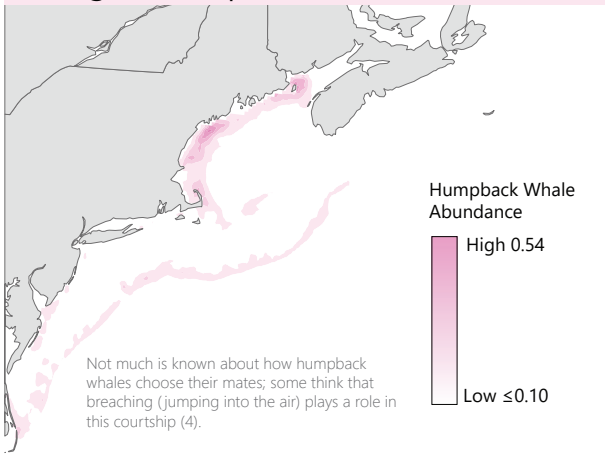 Humpback Whale
Abundance
High 0.54
Low ≤0.10
Not much is known about how humpback
whales choose their mates; some think that
breaching (jumping into the air) plays a role in
this courtship (4).